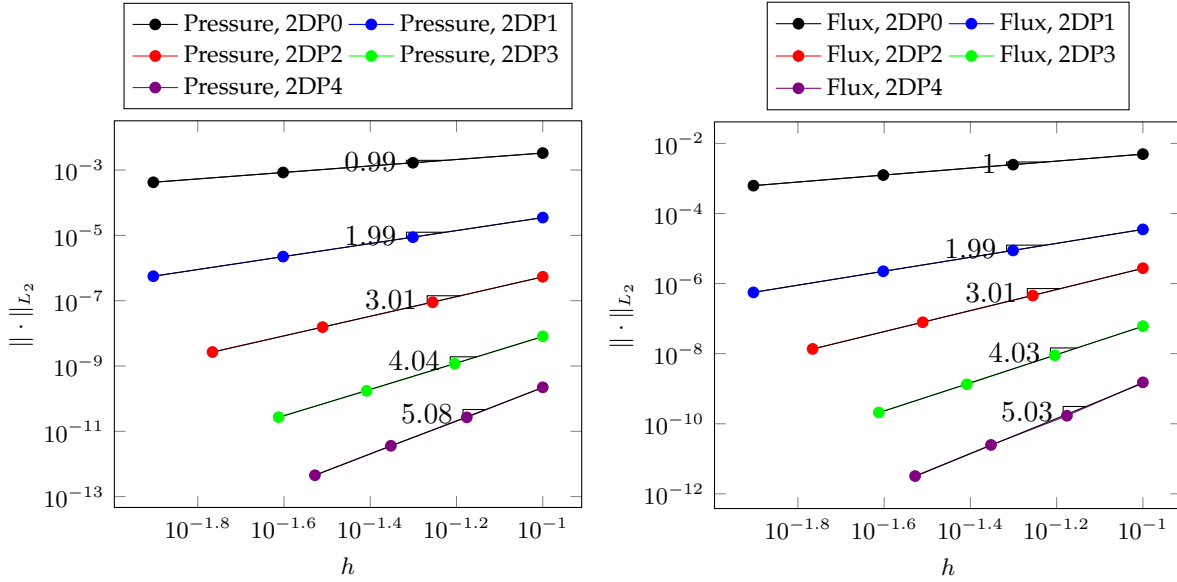 Pressure, 2DP0 Pressure, 2DP1
Pressure, 2DP2 Pressure, 2DP3
Pressure, 2DP4
10^−3
10^−5
10^−7
10^−9
10^−11
10^−13
|| · ||_{L_2}
0.99
1.99
3.01
4.04
5.08
10^−1.8 10^−1.6 10^−1.4 10^−1.2 10^−1
h
Flux, 2DP0 Flux, 2DP1
Flux, 2DP2 Flux, 2DP3
Flux, 2DP4
10^−2
10^−4
10^−6
10^−8
10^−10
10^−12
|| · ||_{L_2}
1
1.99
3.01
4.03
5.03
10^−1.8 10^−1.6 10^−1.4 10^−1.2 10^−1
h